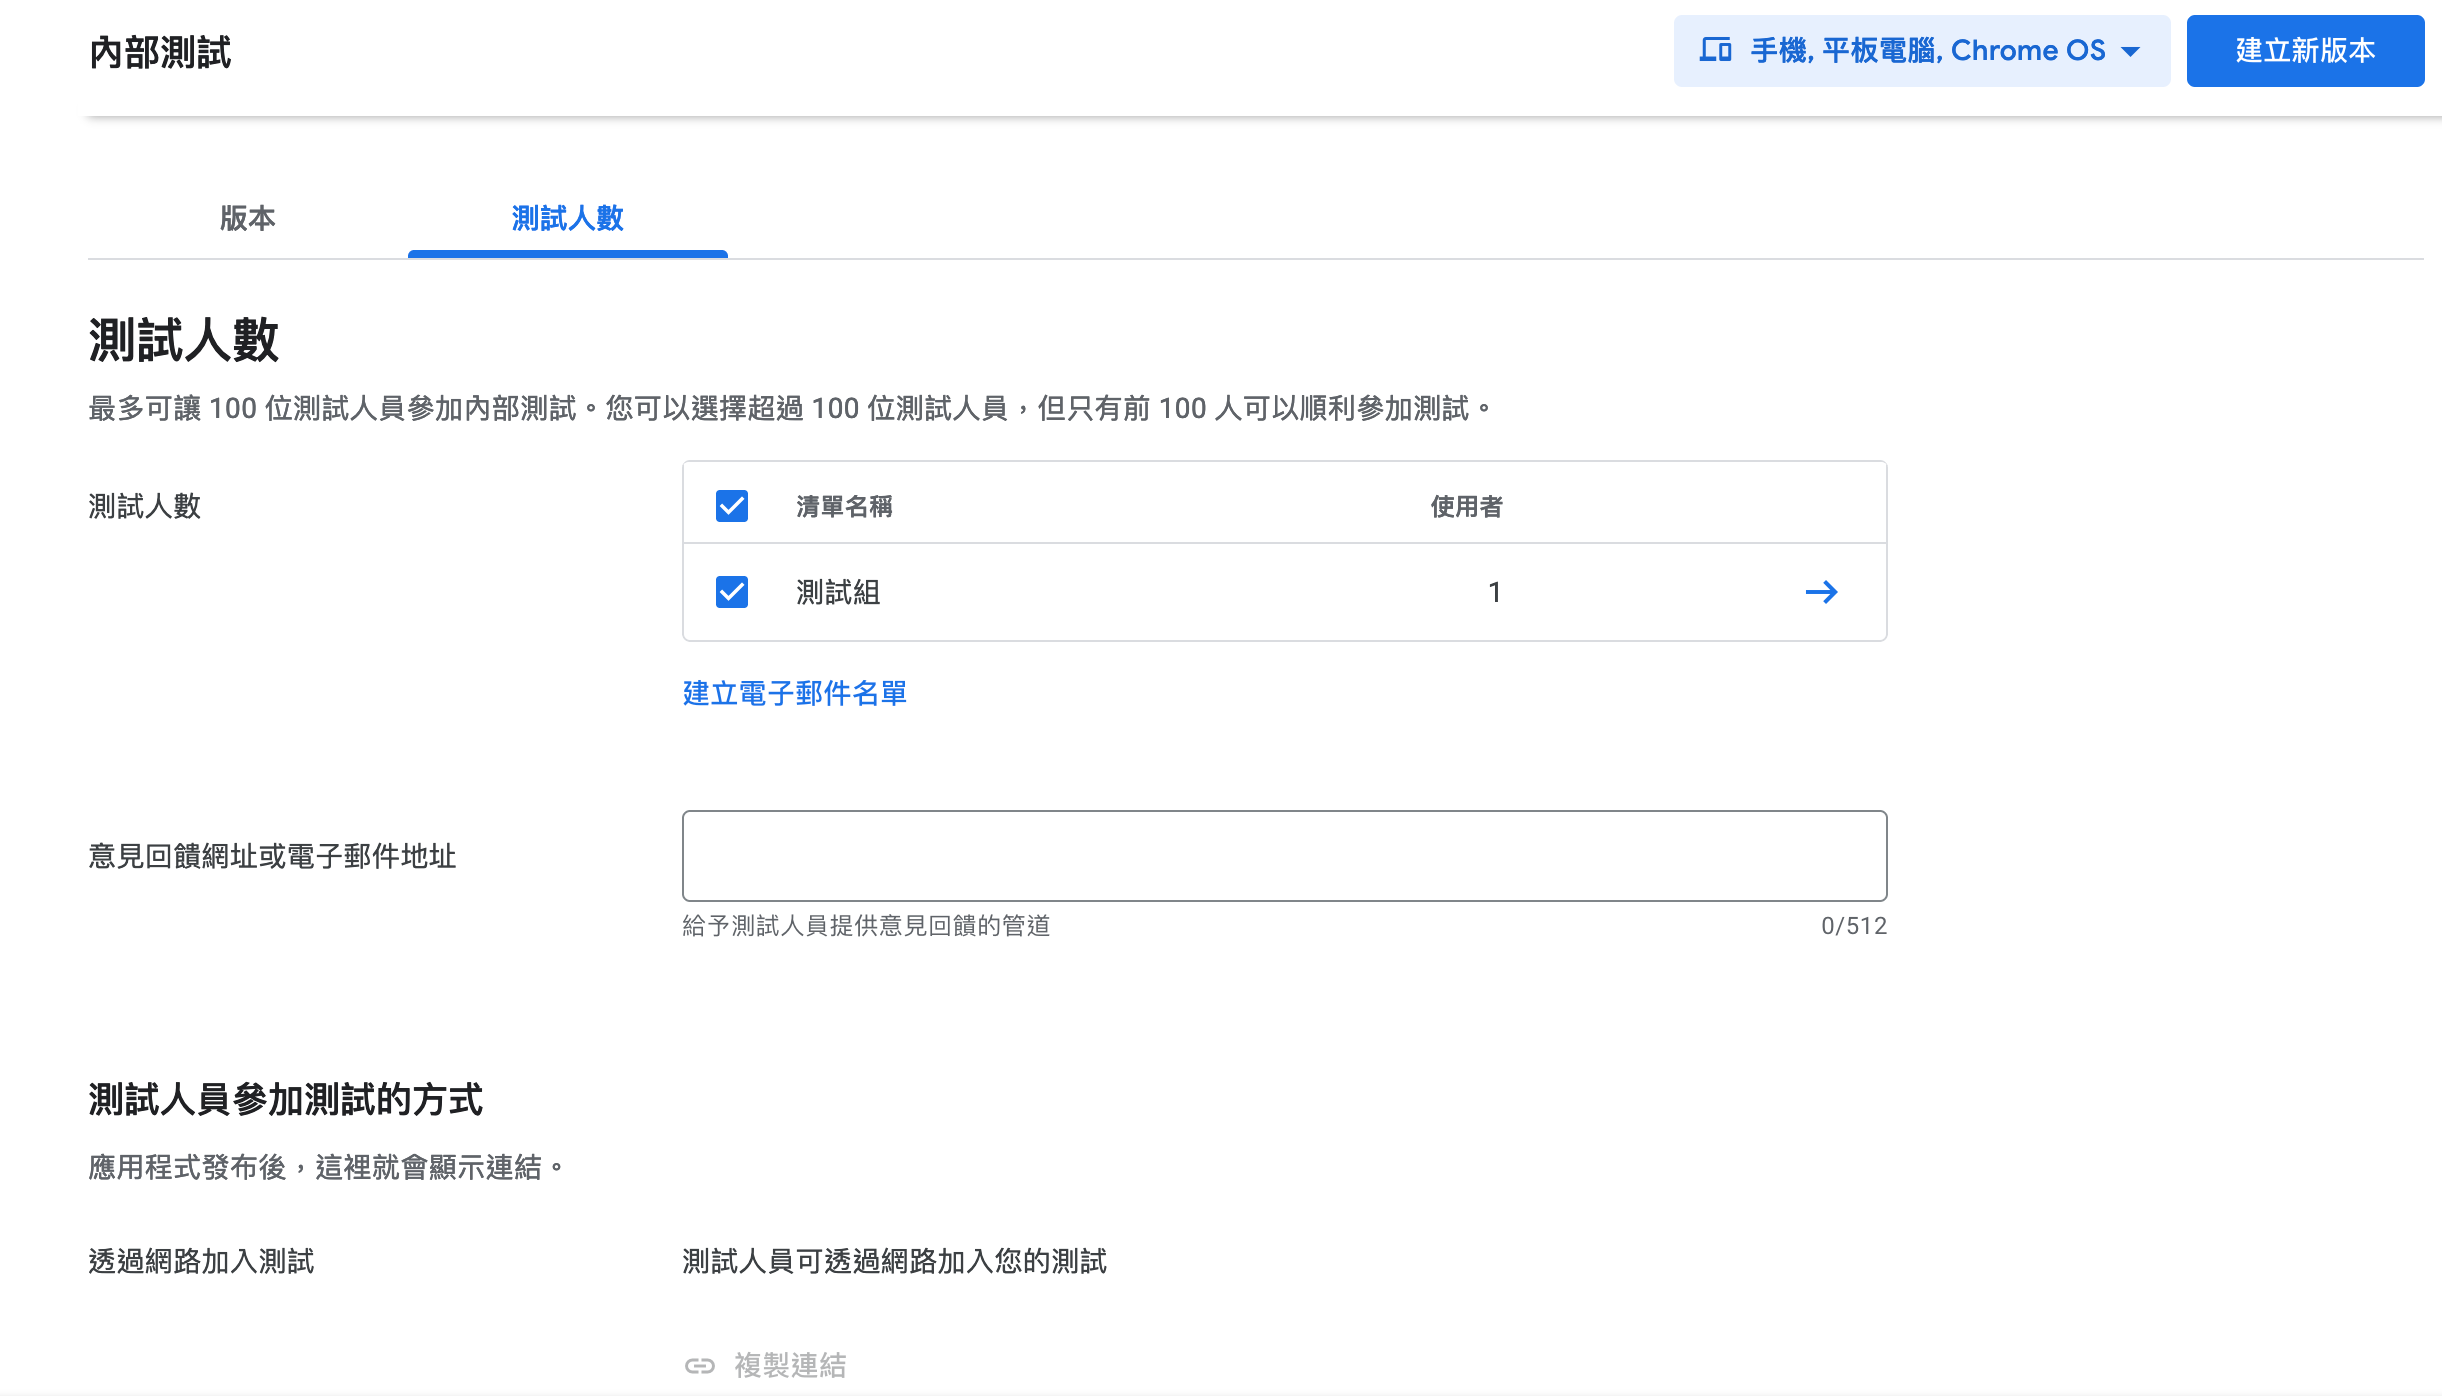 內部測試
手機, 平板電腦, Chrome OS
建立新版本
版本
測試人數
測試人數
最多可讓 100 位測試人員參加內部測試。您可以選擇超過 100 位測試人員，但只有前 100 人可以順利參加測試。
測試人數
清單名稱
使用者
測試組
1
建立電子郵件名單
意見回饋網址或電子郵件地址
給予測試人員提供意見回饋的管道
0/512
測試人員參加測試的方式
應用程式發布後，這裡就會顯示連結。
透過網路加入測試
測試人員可透過網路加入您的測試
複製連結